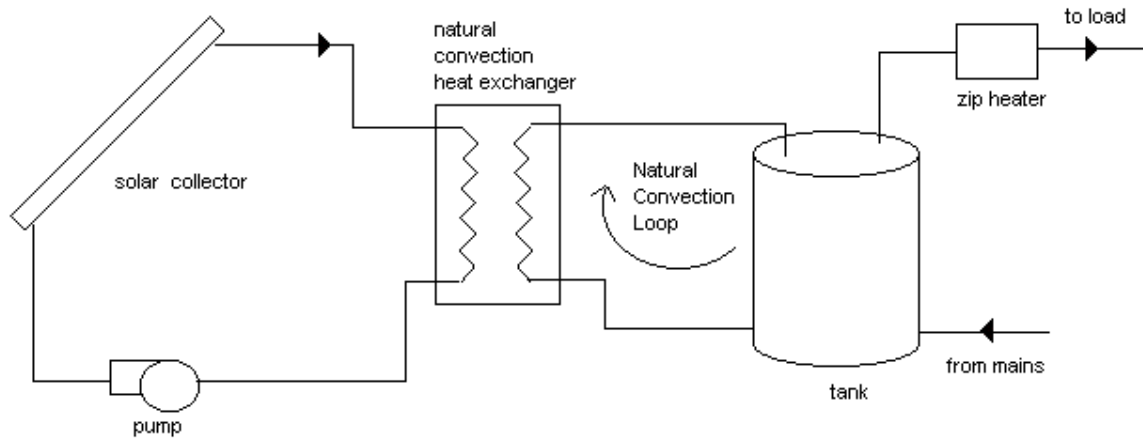 natural
convection
heat exchanger
to load
zip heater
solar collector
Natural
Convection
Loop
from mains
tank
pump